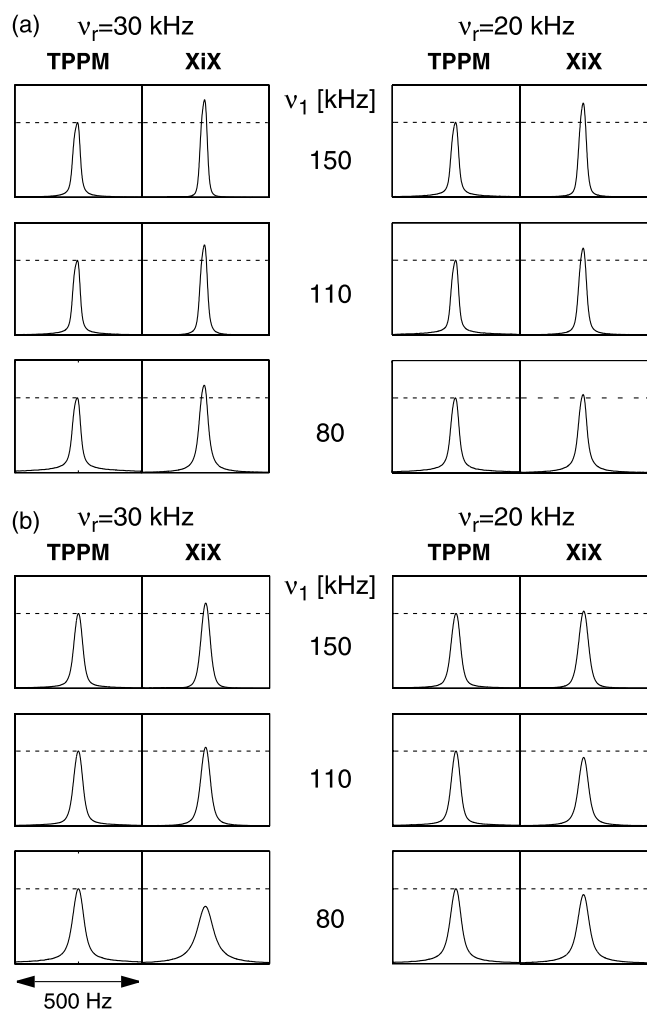 (a) νr=30 kHz νr=20 kHz
TPPM XiX TPPM XiX
ν1 [kHz]
150
110
80
(b) νr=30 kHz νr=20 kHz
TPPM XiX TPPM XiX
ν1 [kHz]
150
110
80
500 Hz